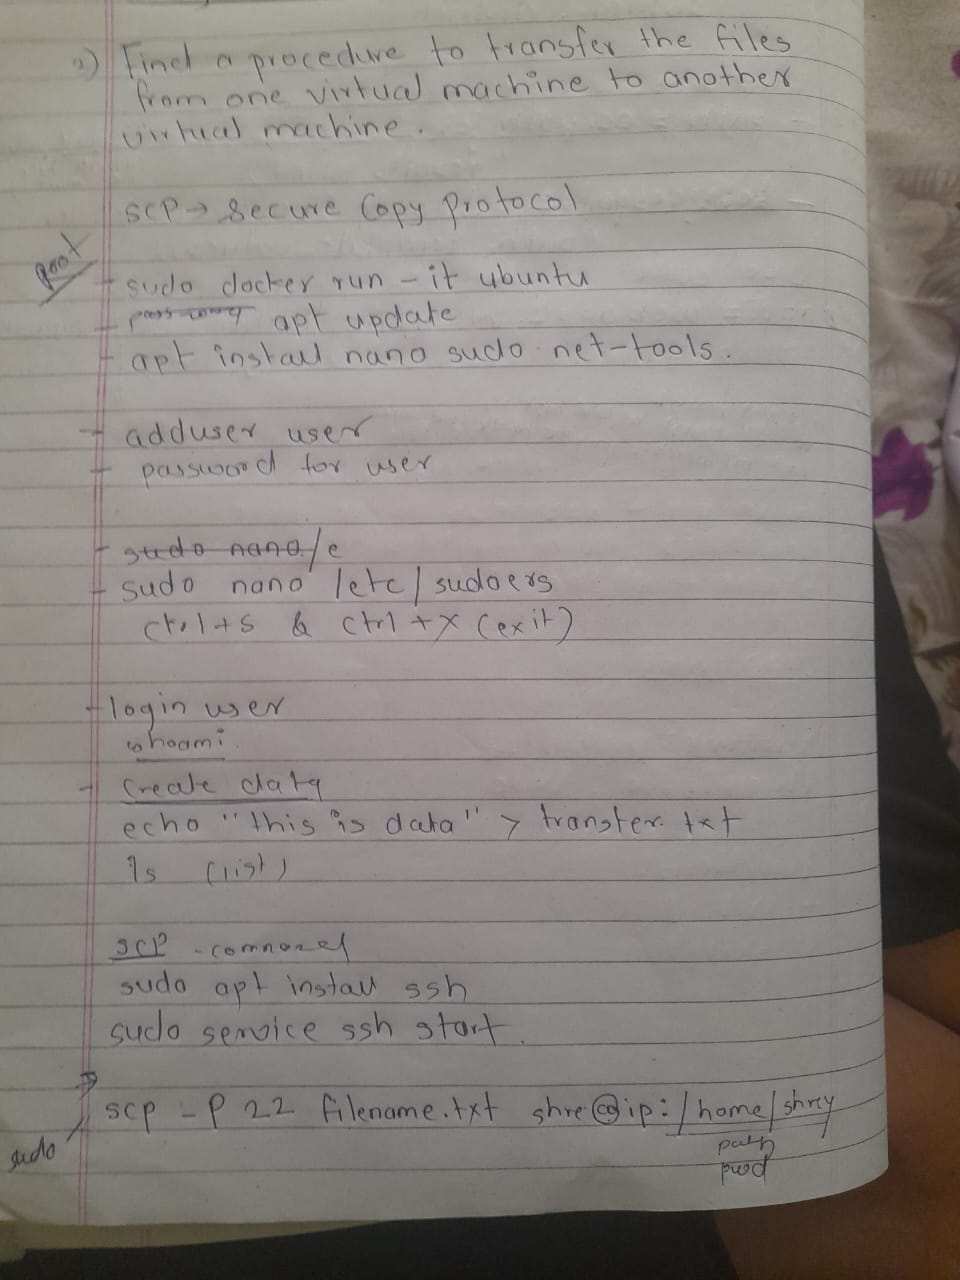 2) Find a procedure to transfer the files
from one virtual machine to another
virtual machine.
scp → Secure Copy Protocol
root
- sudo docker run -it ubuntu
- apt update
- apt install nano sudo net-tools.
- adduser user
- password for user
- sudo nano /e
- sudo nano /etc/sudoers
ctrl+s & ctrl+x (exit)
- login user
whoami
- Create data
echo "this is data" > transfer.txt
ls (list)
scp - command
sudo apt install ssh
sudo service ssh start.
sudo
scp -P 22 filename.txt shre@ip:/home/shrey
path
pwd